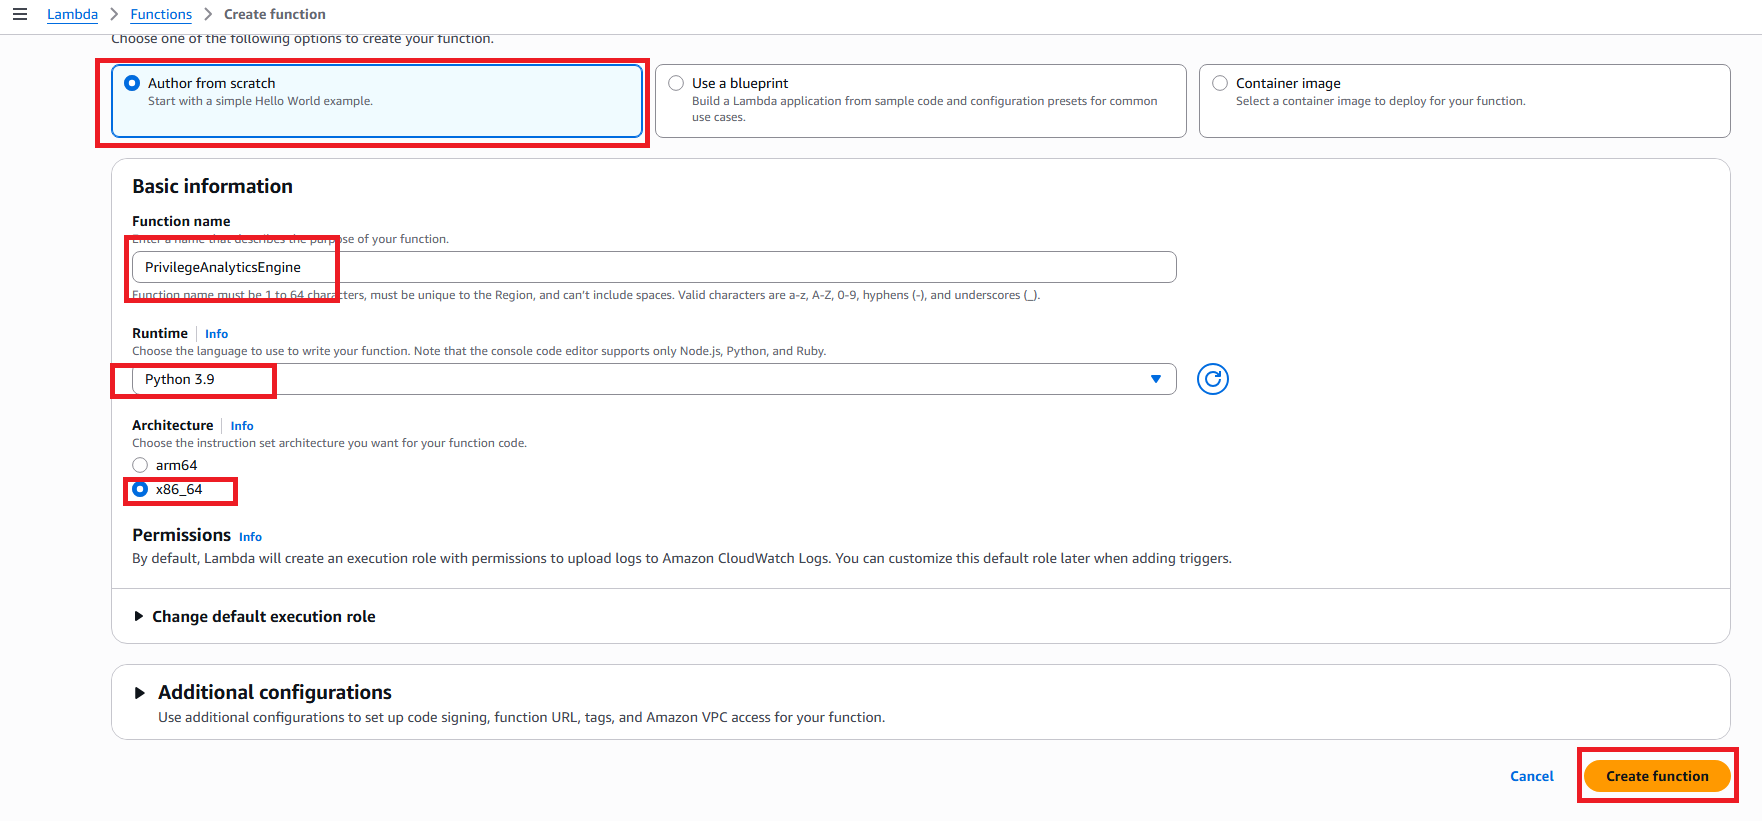 Lambda > Functions > Create function
Choose one of the following options to create your function.
Author from scratch
Start with a simple Hello World example.
Use a blueprint
Build a Lambda application from sample code and configuration presets for common
use cases.
Container image
Select a container image to deploy for your function.
Basic information
Function name
Enter a name that describes the purpose of your function.
PrivilegeAnalyticsEngine
Function name must be 1 to 64 characters, must be unique to the Region, and can't include spaces. Valid characters are a-z, A-Z, 0-9, hyphens (-), and underscores (_).
Runtime Info
Choose the language to use to write your function. Note that the console code editor supports only Node.js, Python, and Ruby.
Python 3.9
Architecture Info
Choose the instruction set architecture you want for your function code.
arm64
x86_64
Permissions Info
By default, Lambda will create an execution role with permissions to upload logs to Amazon CloudWatch Logs. You can customize this default role later when adding triggers.
Change default execution role
Additional configurations
Use additional configurations to set up code signing, function URL, tags, and Amazon VPC access for your function.
Cancel
Create function